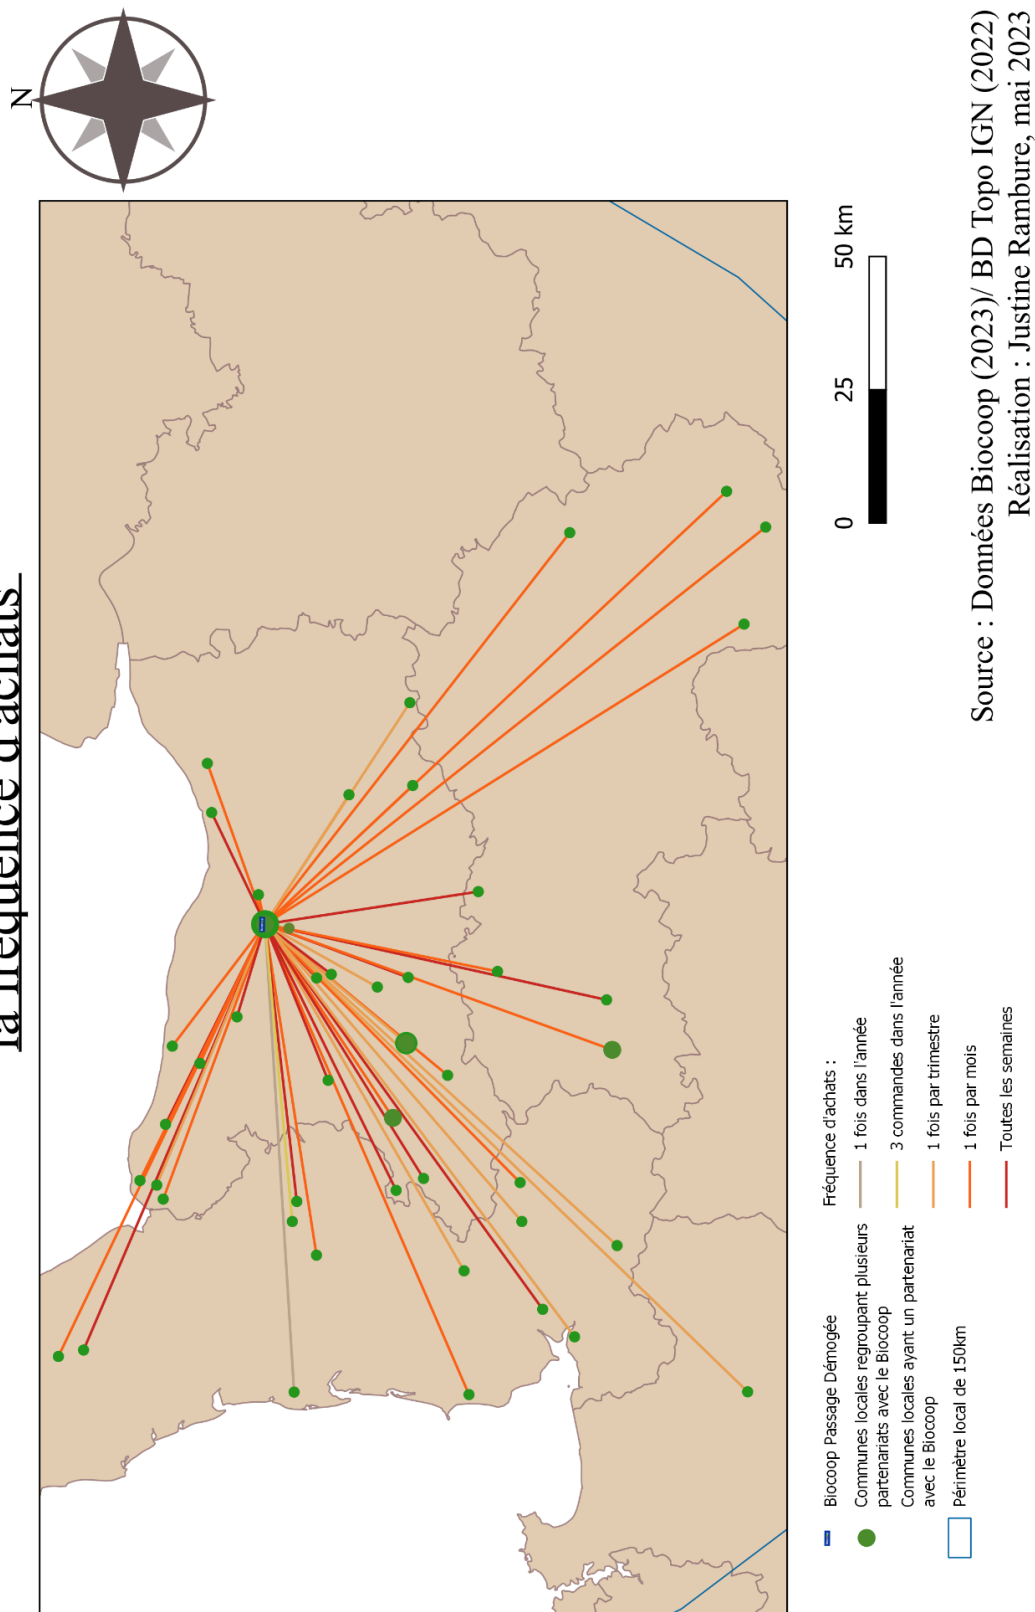 la fréquence d'achats
N
0 25 50 km
Biocoop Passage Démogée
Communes locales regroupant plusieurs
partenariats avec le Biocoop
Communes locales ayant un partenariat
avec le Biocoop
Périmètre local de 150km
Fréquence d'achats :
1 fois dans l'année
3 commandes dans l'année
1 fois par trimestre
1 fois par mois
Toutes les semaines
Source : Données Biocoop (2023)/ BD Topo IGN (2022)
Réalisation : Justine Rambure, mai 2023